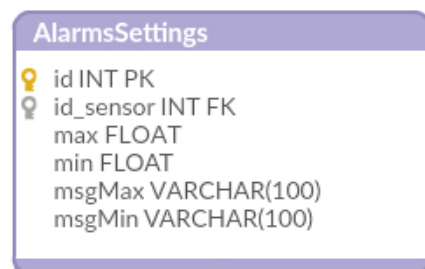 AlarmsSettings
id INT PK
id_sensor INT FK
max FLOAT
min FLOAT
msgMax VARCHAR(100)
msgMin VARCHAR(100)